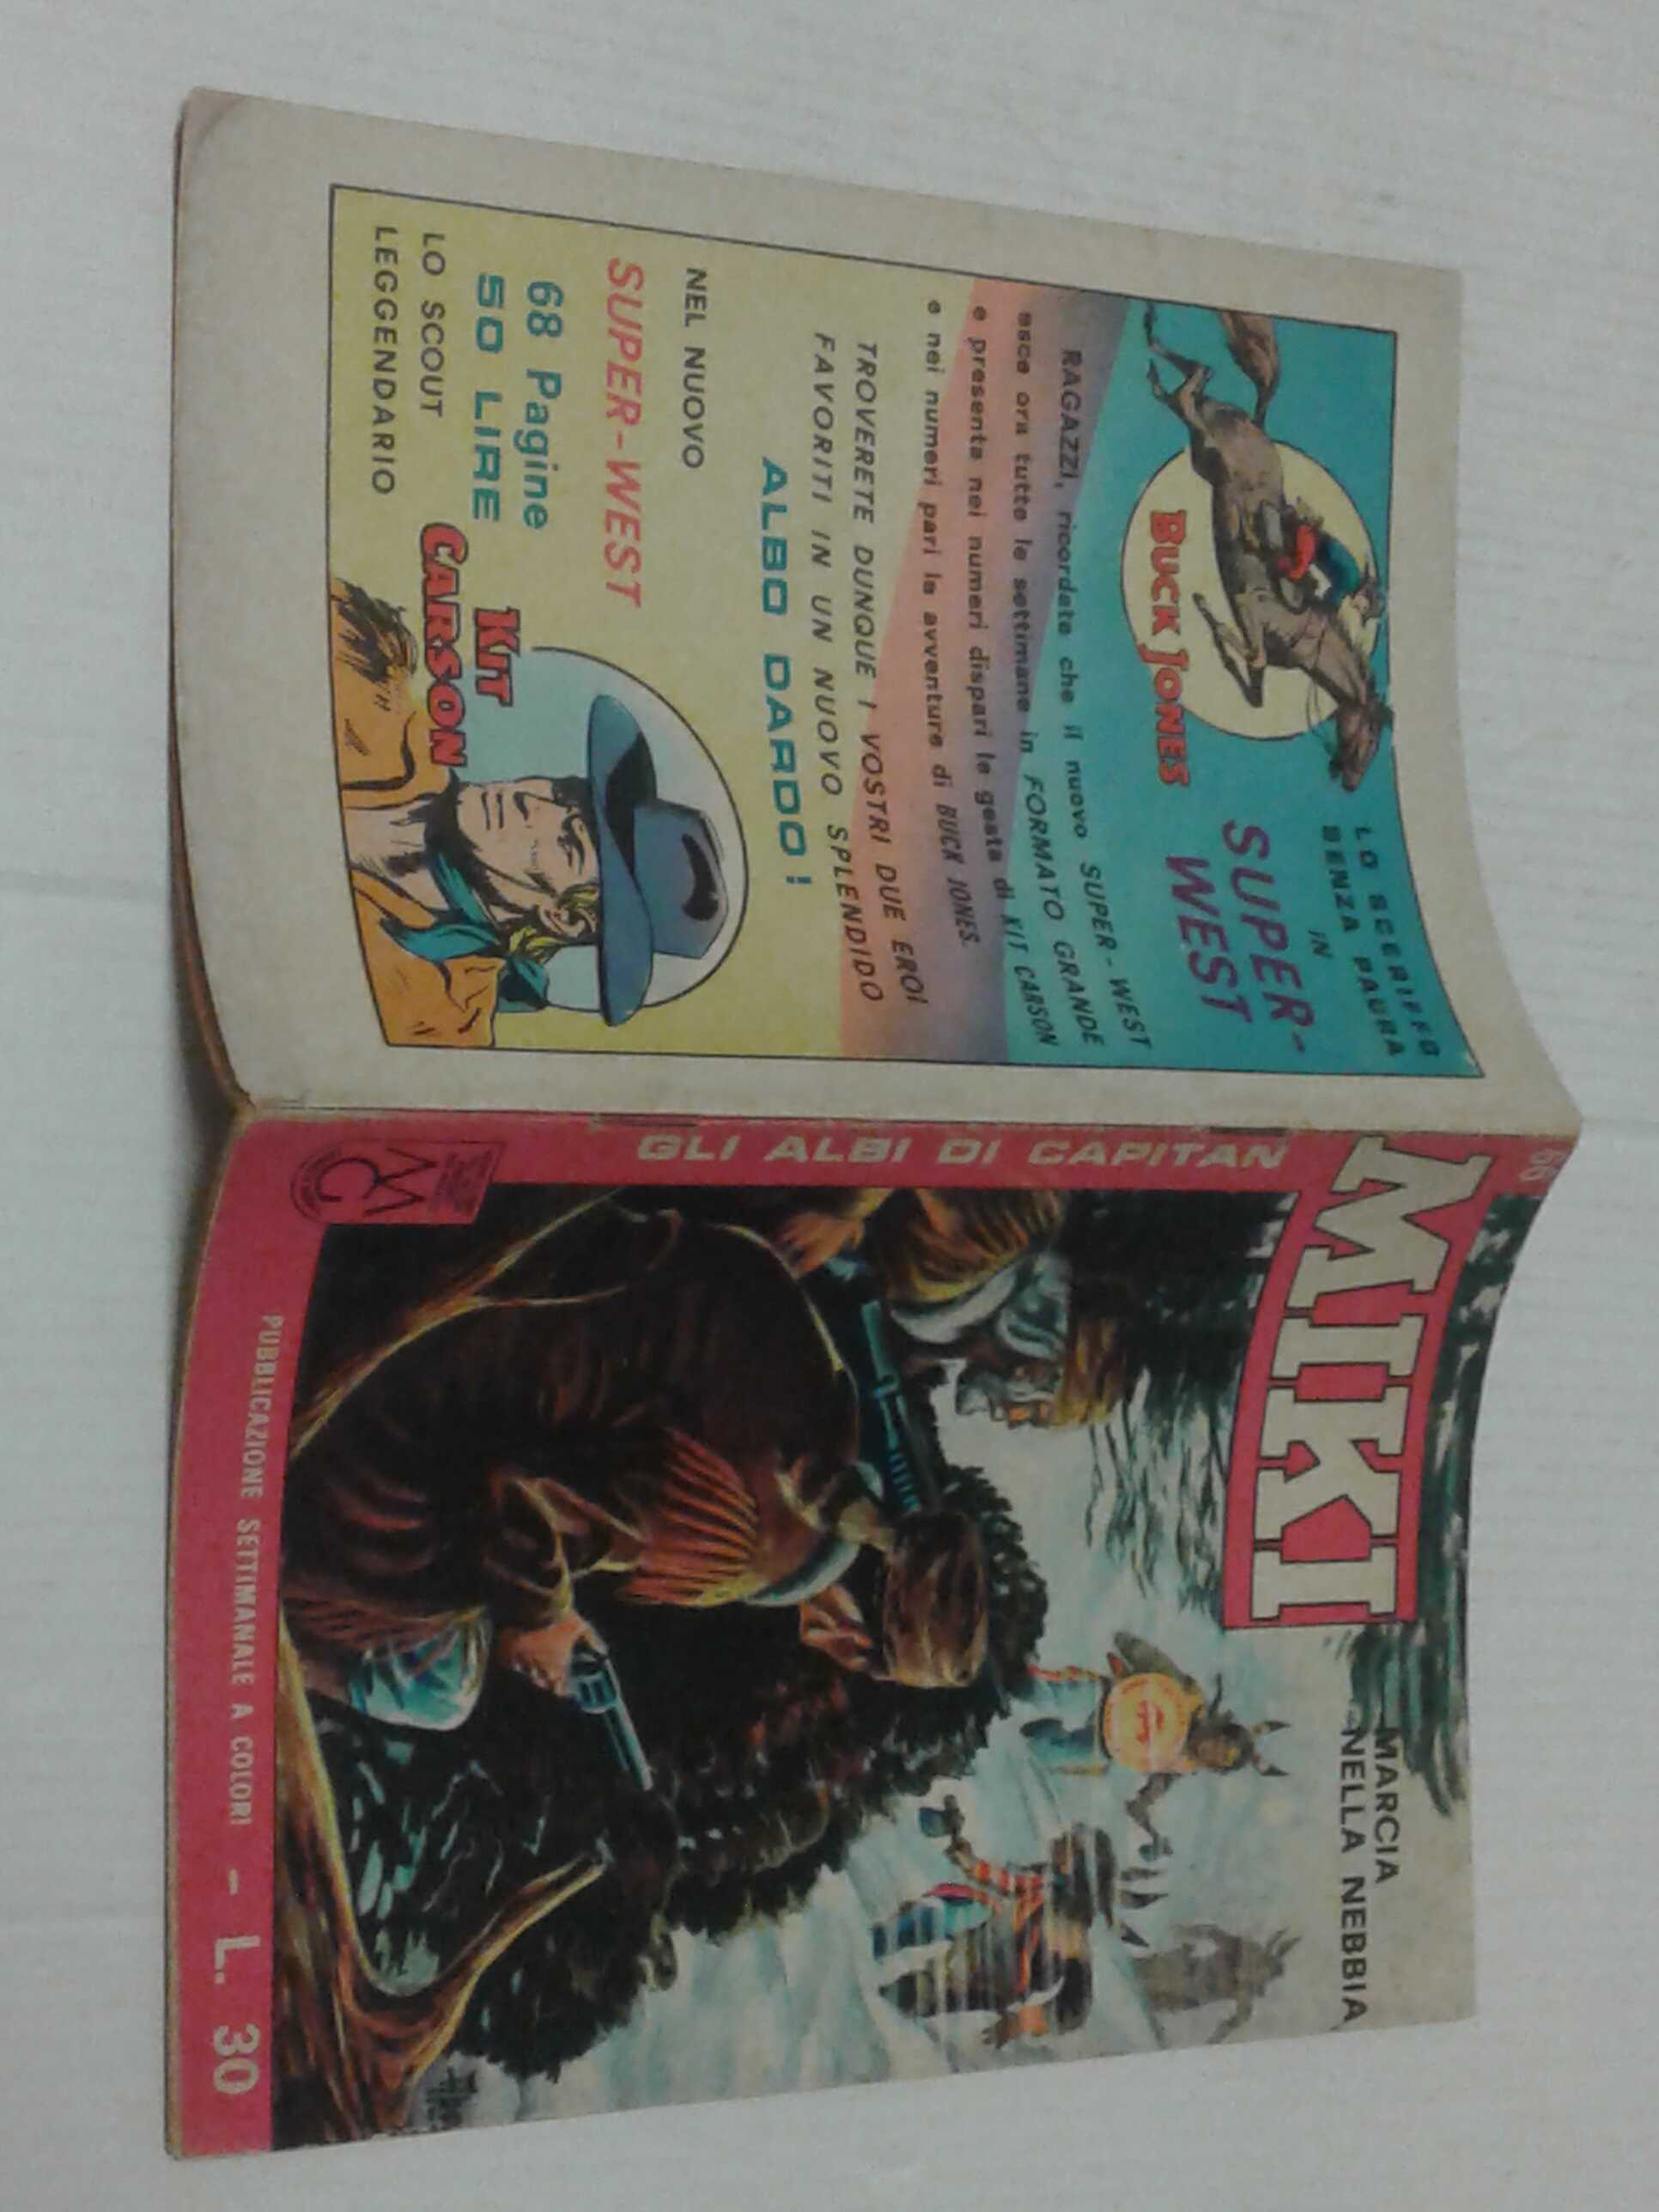 LO SCERIFFO
SENZA PAURA
IN
SUPER-
WEST
BUCK JONES
RAGAZZI, ricordate che il nuovo SUPER-WEST
esce ora tutte le settimane in FORMATO GRANDE
e presenta nei numeri dispari le gesta di KIT CARSON
e nei numeri pari le avventure di BUCK JONES.
TROVERETE DUNQUE I VOSTRI DUE EROI
FAVORITI IN UN NUOVO SPLENDIDO
ALBO DARDO!
NEL NUOVO
SUPER-WEST
68 Pagine
50 LIRE
LO SCOUT
LEGGENDARIO
KIT
CARSON
GLI ALBI DI CAPITAN
MIKI
MARCIA
NELLA NEBBIA
PUBBLICAZIONE SETTIMANALE A COLORI - L. 30